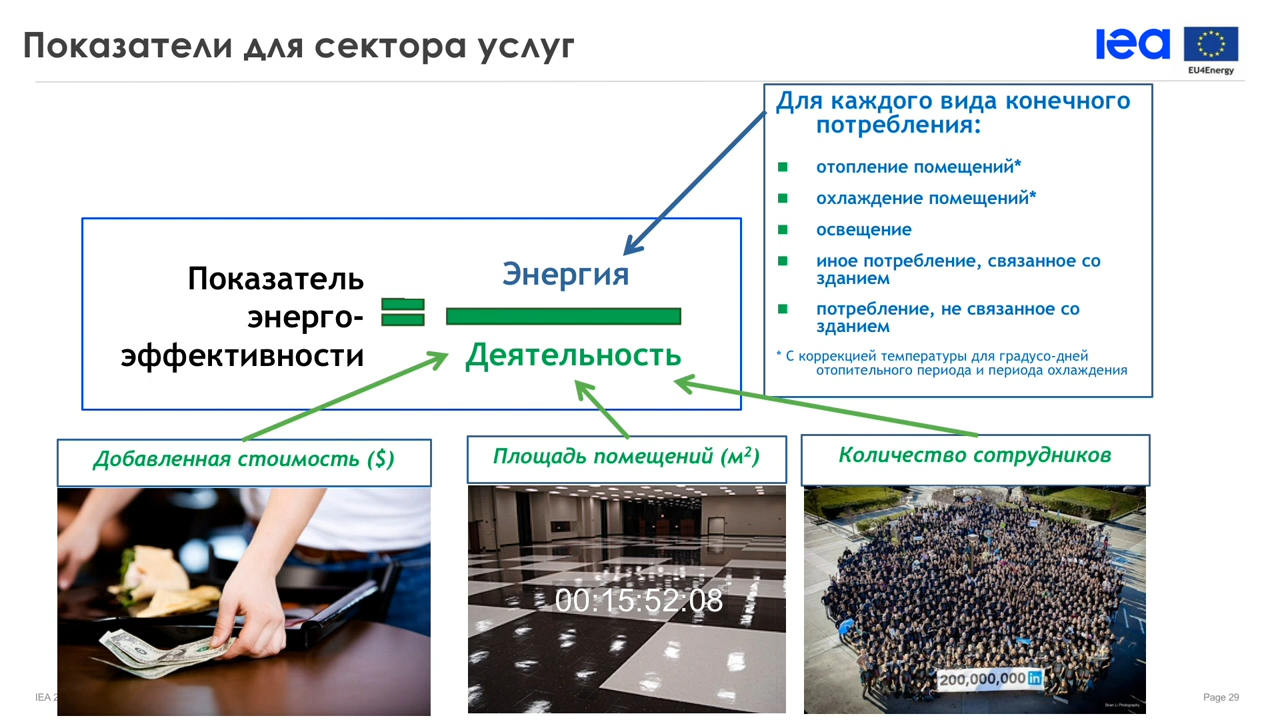 Показатели для сектора услуг
iea
EU4Energy
Для каждого вида конечного
потребления:
отопление помещений*
охлаждение помещений*
освещение
иное потребление, связанное со
зданием
потребление, не связанное со
зданием
* С коррекцией температуры для градусо-дней
отопительного периода и периода охлаждения
Показатель
энерго-
эффективности
Энергия
Деятельность
Добавленная стоимость ($)
Площадь помещений (м²)
Количество сотрудников
00:15:52:08
200,000,000 in
IEA 2
Page 29